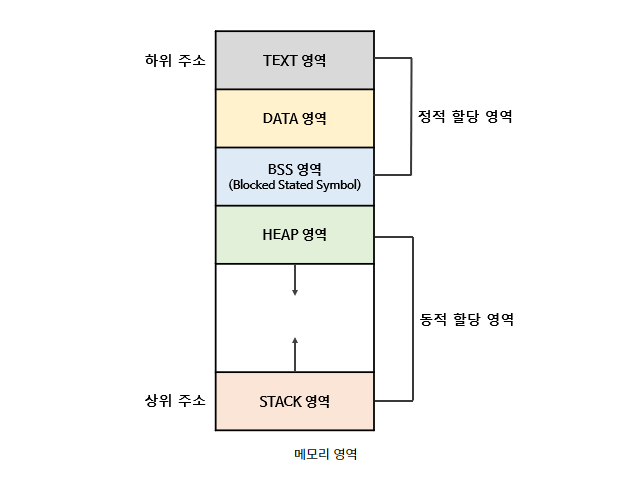 하위 주소
TEXT 영역
DATA 영역
정적 할당 영역
BSS 영역
(Blocked Stated Symbol)
HEAP 영역
동적 할당 영역
상위 주소
STACK 영역
메모리 영역